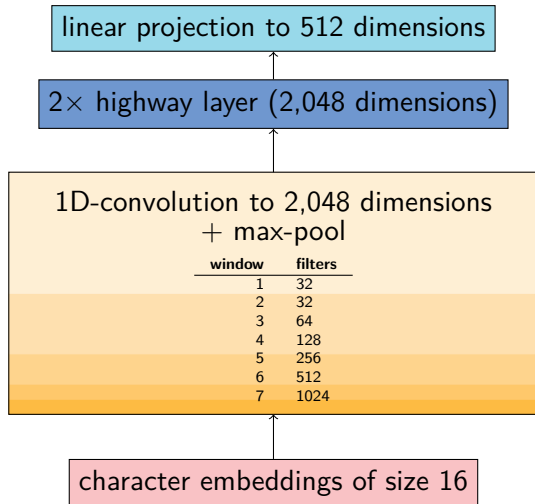 linear projection to 512 dimensions
2× highway layer (2,048 dimensions)
1D-convolution to 2,048 dimensions
+ max-pool
window filters
1 32
2 32
3 64
4 128
5 256
6 512
7 1024
character embeddings of size 16